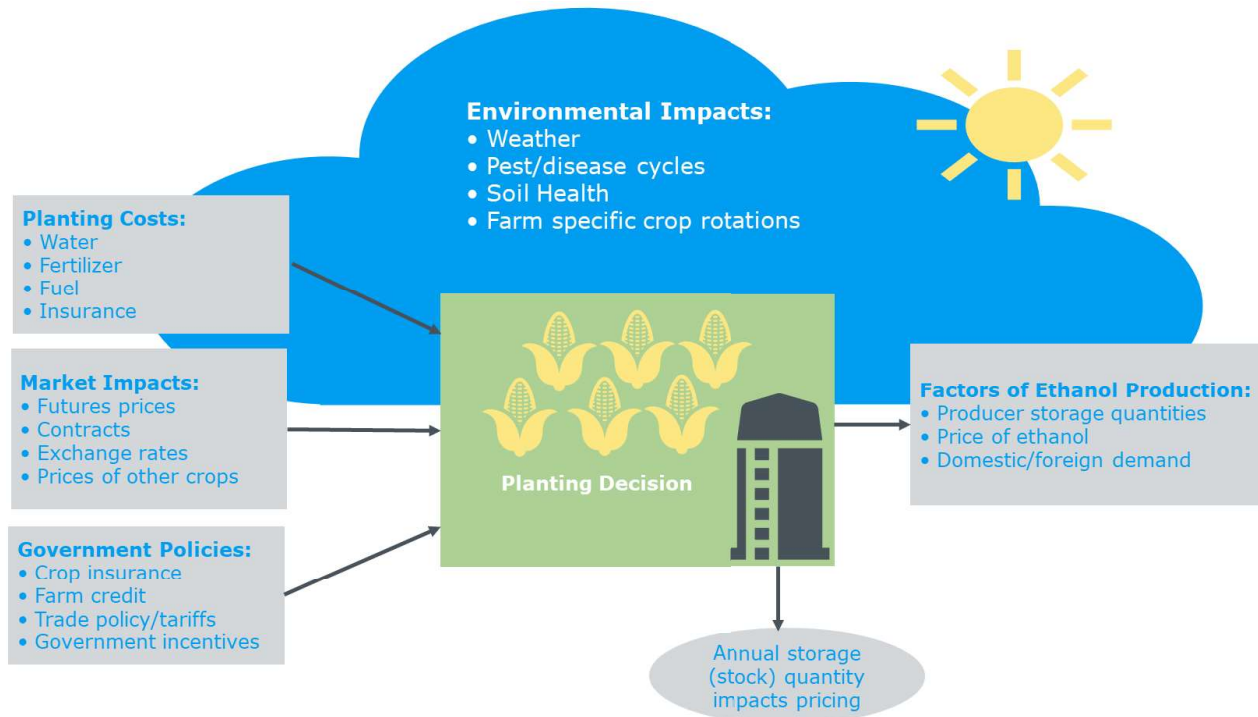 Environmental Impacts:
• Weather
• Pest/disease cycles
• Soil Health
• Farm specific crop rotations
Planting Costs:
• Water
• Fertilizer
• Fuel
• Insurance
Market Impacts:
• Futures prices
• Contracts
• Exchange rates
• Prices of other crops
Government Policies:
• Crop insurance
• Farm credit
• Trade policy/tariffs
• Government incentives
Planting Decision
Factors of Ethanol Production:
• Producer storage quantities
• Price of ethanol
• Domestic/foreign demand
Annual storage
(stock) quantity
impacts pricing